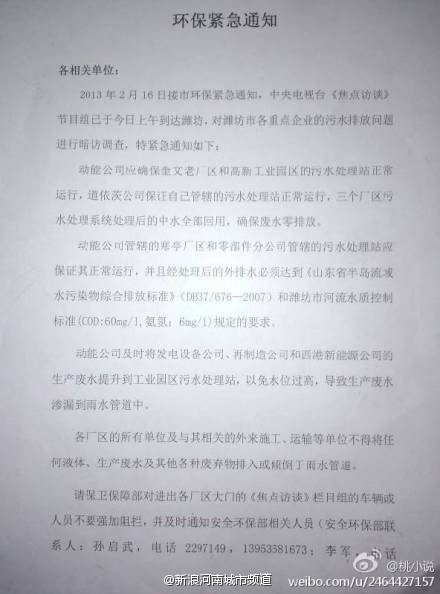 环保紧急通知
各相关单位：
2013 年 2 月 16 日接市环保紧急通知，中央电视台《焦点访谈》
节目组已于今日上午到达潍坊，对潍坊市各重点企业的污水排放问题
进行暗访调查，特紧急通知如下：
动能公司应确保金文老厂区和高新工业园区的污水处理站正常
运行，道依茨公司保证自己管辖的污水处理站正常运行，三个厂区污
水处理系统处理后的中水全部回用，确保废水零排放。
动能公司管辖的寒亭厂区和零部件分公司管辖的污水处理站应
保证其正常运行，并且经处理后的外排水必须达到《山东省半岛流域
水污染物综合排放标准》（DB37/676—2007）和潍坊市河流水质控制
标准(COD:60mg/l,氨氮：6mg/l)规定的要求。
动能公司及时将发电设备公司、再制造公司和西港新能源公司的
生产废水提升到工业园区污水处理站，以免水位过高，导致生产废水
渗漏到雨水管道中。
各厂区的所有单位及与其相关的外来施工、运输等单位不得将任
何液体、生产废水及其他各种废弃物排入或倾倒于雨水管道。
请保卫保障部对进出各厂区大门的《焦点访谈》栏目组的车辆或
人员不要强加阻拦，并及时通知安全环保部相关人员（安全环保部联
系人：孙启武，电话 2297149，13953581673；李军，电话
@桃小说
@新浪河南城市频道
weibo.com/u/2464427157